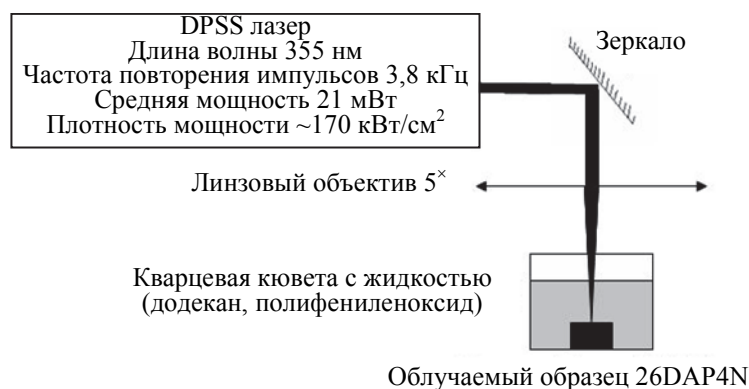 DPSS лазер
Длина волны 355 нм
Частота повторения импульсов 3,8 кГц
Средняя мощность 21 мВт
Плотность мощности ~170 кВт/см²
Зеркало
Линзовый объектив 5ˣ
Кварцевая кювета с жидкостью
(додекан, полифениленоксид)
Облучаемый образец 26DAP4N